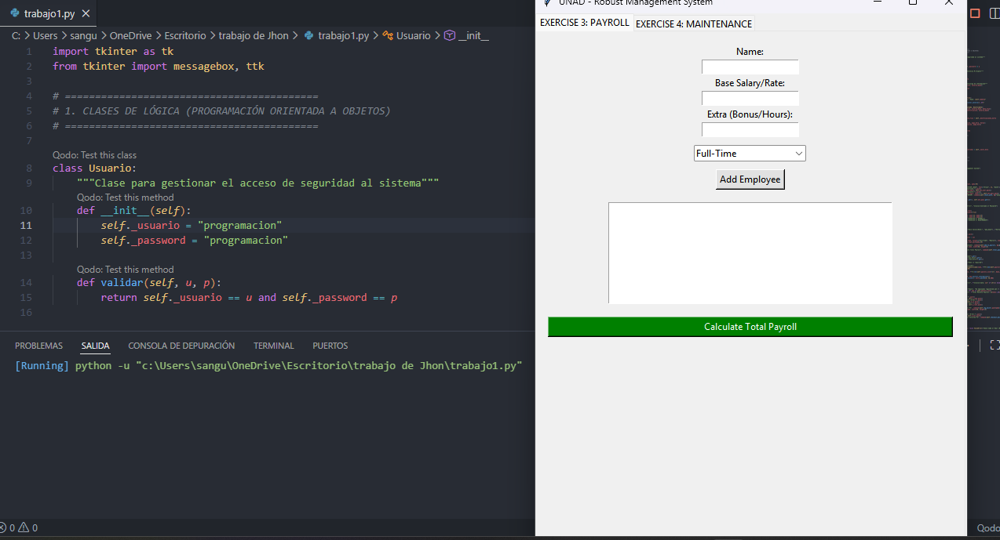 trabajo1.py
C: > Users > sangu > OneDrive > Escritorio > trabajo de Jhon > trabajo1.py > Usuario > __init__
1 import tkinter as tk
2 from tkinter import messagebox, ttk
3
4 # ==========================================
5 # 1. CLASES DE LÓGICA (PROGRAMACIÓN ORIENTADA A OBJETOS)
6 # ==========================================
7
Qodo: Test this class
8 class Usuario:
9 """Clase para gestionar el acceso de seguridad al sistema"""
Qodo: Test this method
10 def __init__(self):
11 self._usuario = "programacion"
12 self._password = "programacion"
13
Qodo: Test this method
14 def validar(self, u, p):
15 return self._usuario == u and self._password == p
16
PROBLEMAS SALIDA CONSOLA DE DEPURACIÓN TERMINAL PUERTOS
[Running] python -u "c:\Users\sangu\OneDrive\Escritorio\trabajo de Jhon\trabajo1.py"
0 0
UNAD - Robust Management System
EXERCISE 3: PAYROLL EXERCISE 4: MAINTENANCE
Name:
Base Salary/Rate:
Extra (Bonus/Hours):
Full-Time
Add Employee
Calculate Total Payroll
Qodo